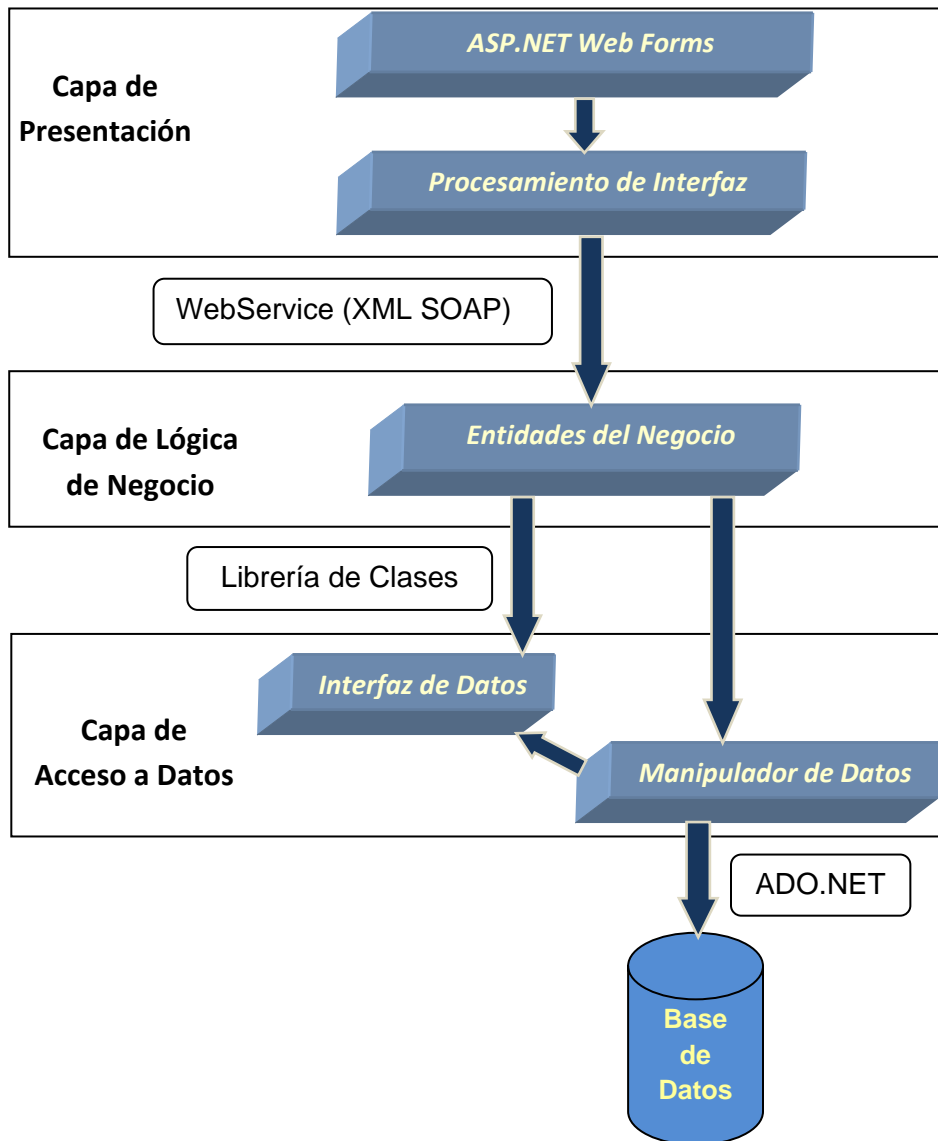 ASP.NET Web Forms
Capa de
Presentación
Procesamiento de Interfaz
WebService (XML SOAP)
Capa de Lógica
de Negocio
Entidades del Negocio
Librería de Clases
Interfaz de Datos
Capa de
Acceso a Datos
Manipulador de Datos
ADO.NET
Base
de
Datos